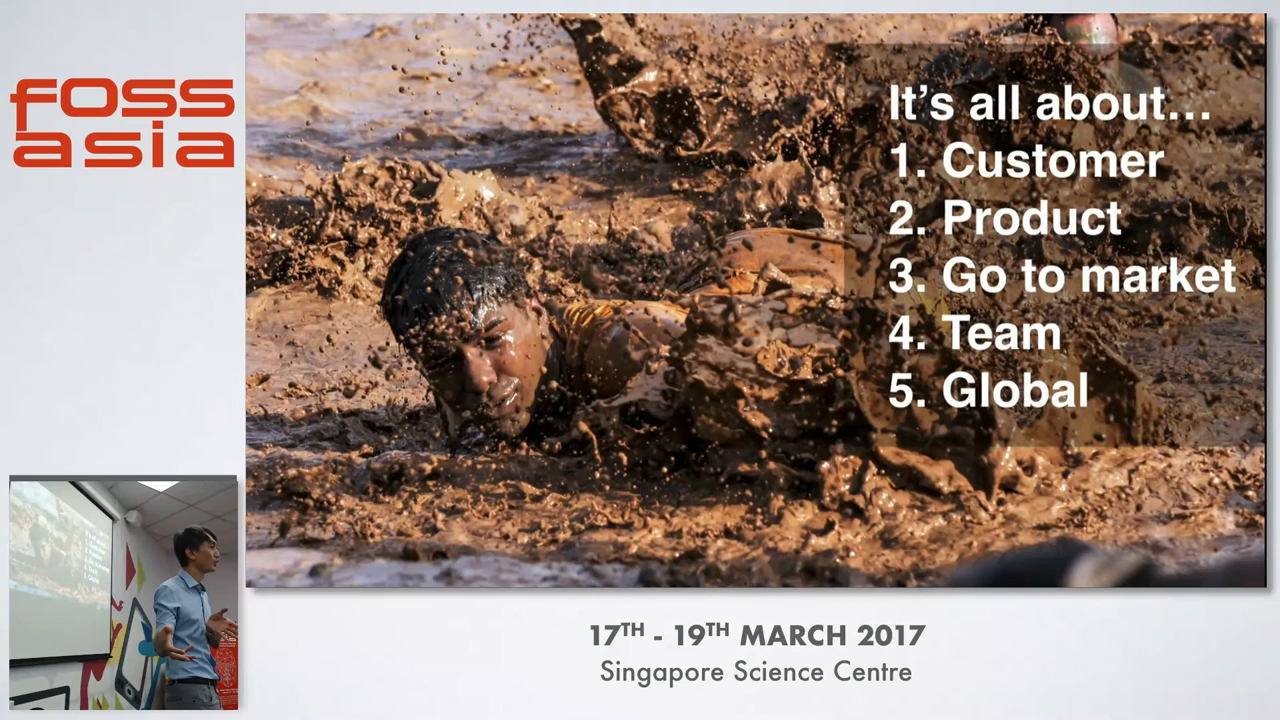 foss
asia
It's all about...
1. Customer
2. Product
3. Go to market
4. Team
5. Global
17TH - 19TH MARCH 2017
Singapore Science Centre